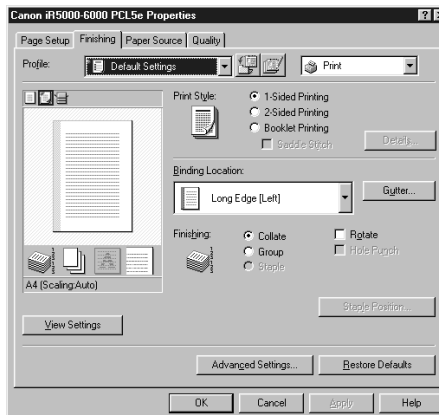 Canon iR5000-6000 PCL5e Properties
Page Setup Finishing Paper Source Quality
Profile: Default Settings Print
Print Style: 1-Sided Printing
2-Sided Printing
Booklet Printing
Saddle Stitch Details...
Binding Location:
Long Edge [Left] Gutter...
Finishing: Collate Rotate
Group Hole Punch
Staple
A4 (Scaling:Auto)
Staple Position...
View Settings
Advanced Settings... Restore Defaults
OK Cancel Apply Help